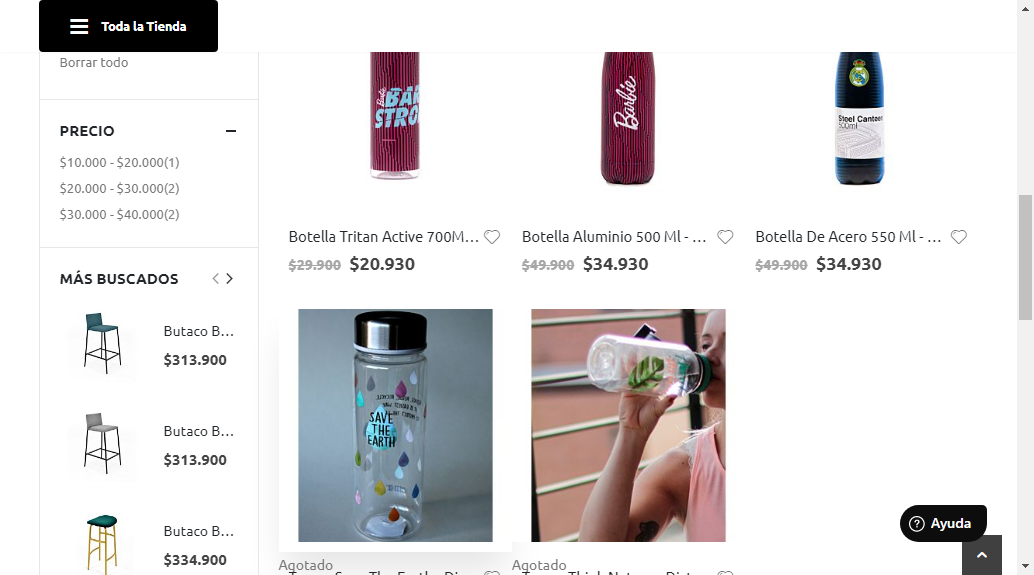 Toda la Tienda
Borrar todo
PRECIO
$10.000 - $20.000(1)
$20.000 - $30.000(2)
$30.000 - $40.000(2)
MÁS BUSCADOS
Butaco B...
$313.900
Butaco B...
$313.900
Butaco B...
$334.900
Barbie
BAR
STRO
Barbie
Steel Canteen
500ml
Botella Tritan Active 700M...
$29.900 $20.930
Botella Aluminio 500 Ml - ...
$49.900 $34.930
Botella De Acero 550 Ml - ...
$49.900 $34.930
SAVE
THE
EARTH
Agotado
Agotado
Ayuda